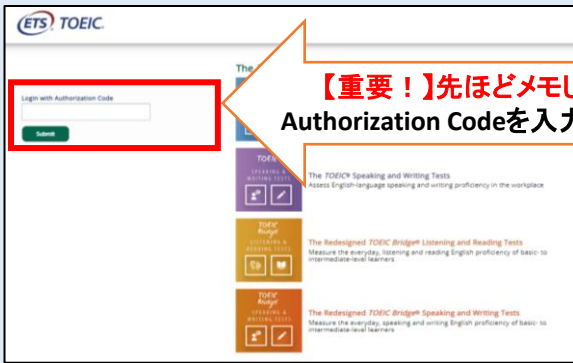 ETS TOEIC
Login with Authorization Code
Submit
The
【重要！】先ほどメモし
Authorization Codeを入力
TOEIC
SPEAKING &
WRITING TESTS
The TOEIC® Speaking and Writing Tests
Assess English-language speaking and writing proficiency in the workplace
TOEIC
Bridge
LISTENING &
READING TESTS
The Redesigned TOEIC Bridge® Listening and Reading Tests
Measure the everyday, listening and reading English proficiency of basic- to
intermediate-level learners
TOEIC
Bridge
SPEAKING &
WRITING TESTS
The Redesigned TOEIC Bridge® Speaking and Writing Tests
Measure the everyday, speaking and writing English proficiency of basic- to
intermediate-level learners